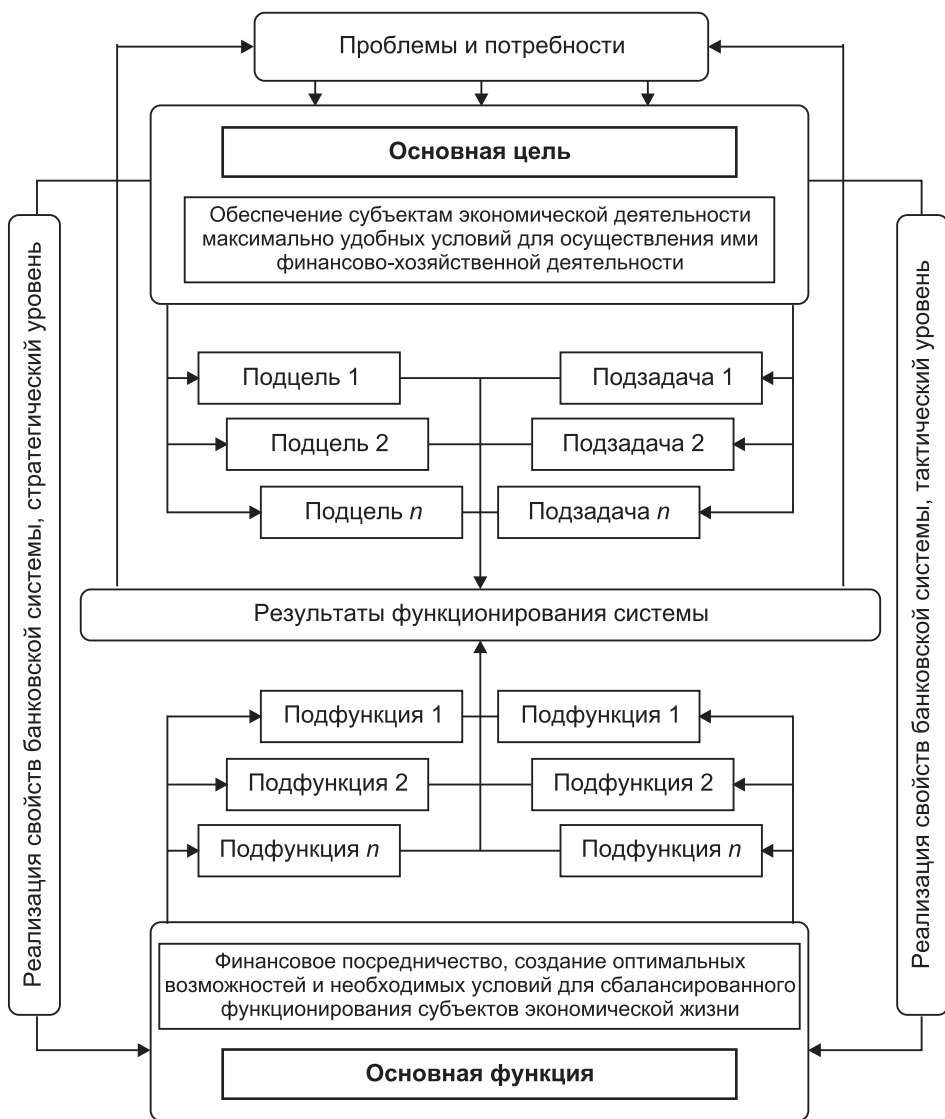 Проблемы и потребности
Основная цель
Обеспечение субъектам экономической деятельности
максимально удобных условий для осуществления ими
финансово-хозяйственной деятельности
Реализация свойств банковской системы, стратегический уровень
Реализация свойств банковской системы, тактический уровень
Подцель 1
Подзадача 1
Подцель 2
Подзадача 2
Подцель n
Подзадача n
Результаты функционирования системы
Подфункция 1
Подфункция 1
Подфункция 2
Подфункция 2
Подфункция n
Подфункция n
Финансовое посредничество, создание оптимальных
возможностей и необходимых условий для сбалансированного
функционирования субъектов экономической жизни
Основная функция